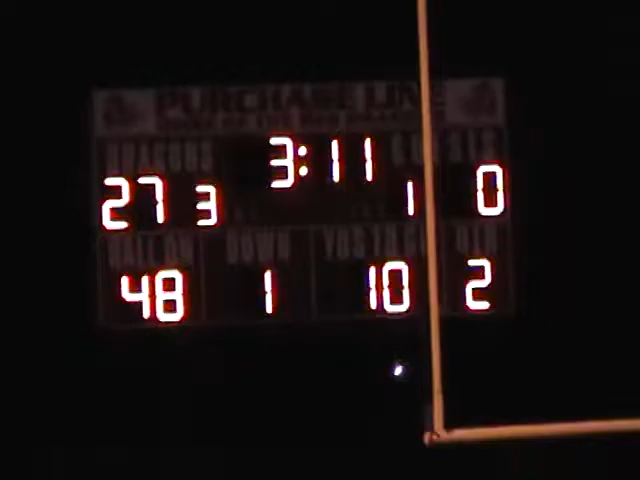 PURCHASE LINE
DRAGONS 3:11 GUESTS
27 3 1 0
BALL ON DOWN YDS TO GO QTR
48 1 10 2